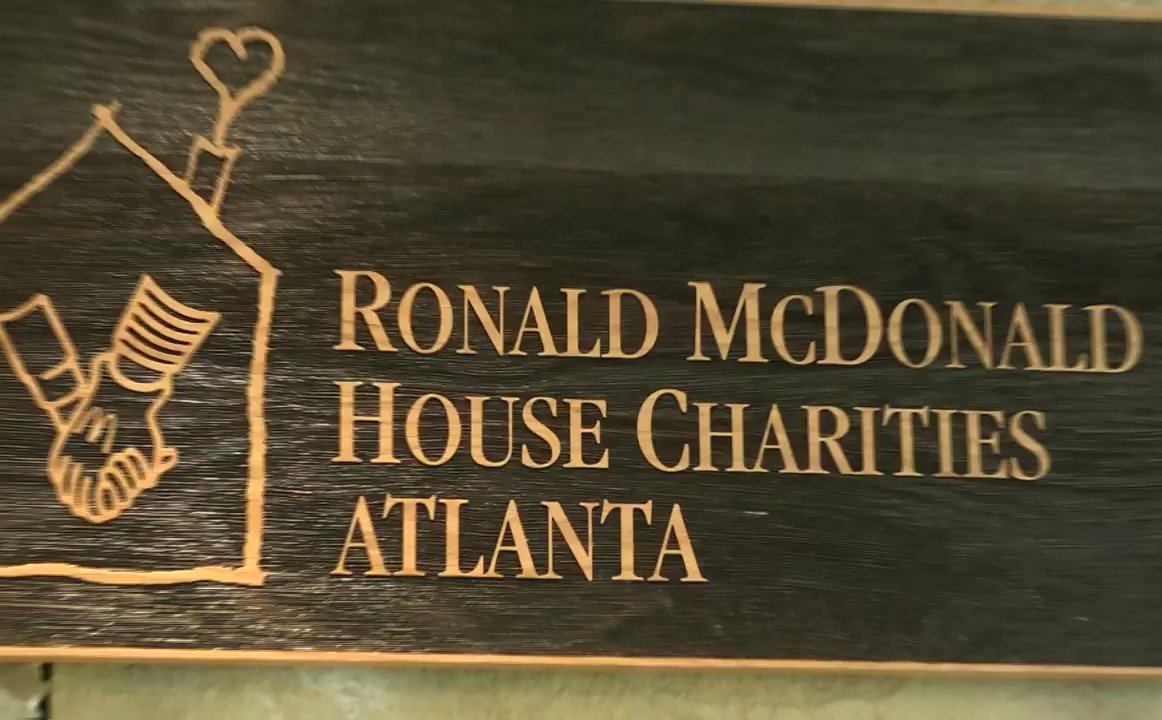 RONALD MCDONALD
HOUSE CHARITIES
ATLANTA